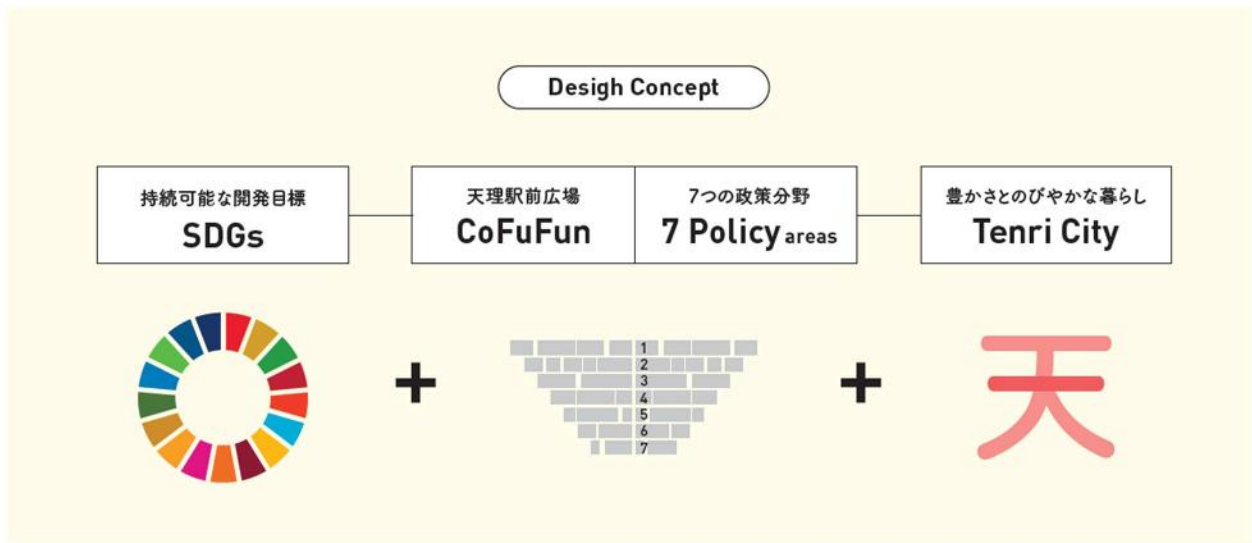 Desigh Concept
持続可能な開発目標
SDGs
天理駅前広場
CoFuFun
7つの政策分野
7 Policy areas
豊かさとのびやかな暮らし
Tenri City
+
1
2
3
4
5
6
7
+
天